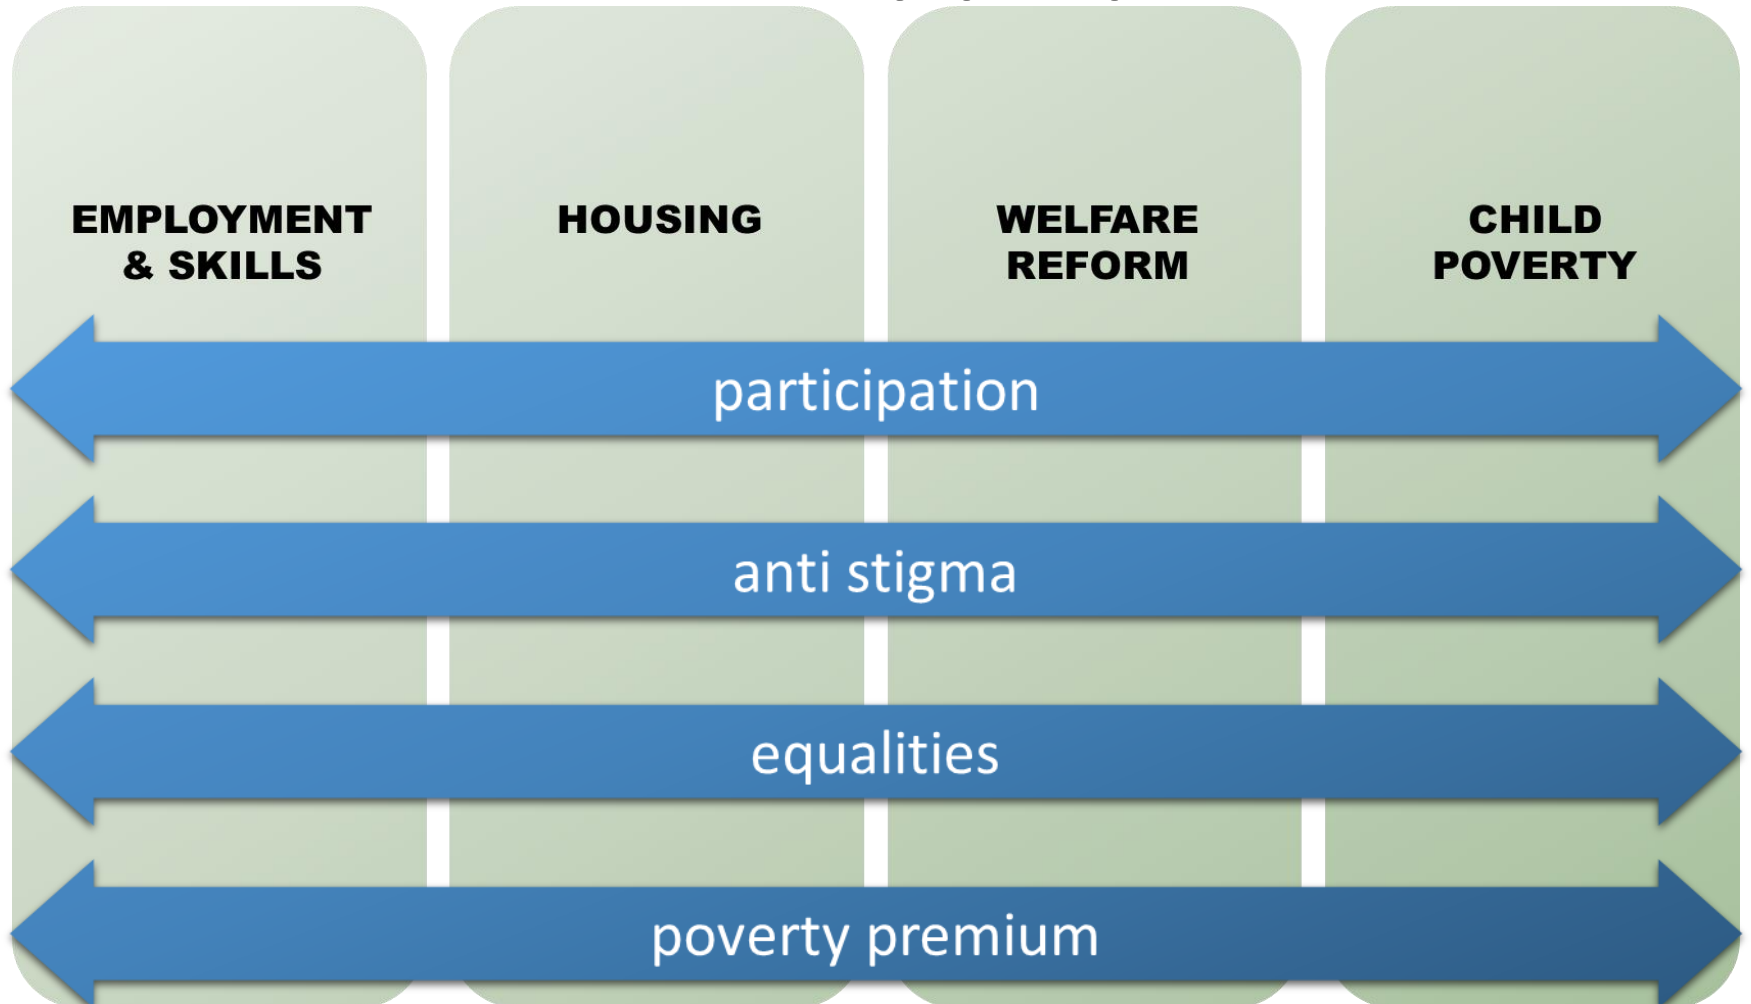 EMPLOYMENT
& SKILLS
HOUSING
WELFARE
REFORM
CHILD
POVERTY
participation
anti stigma
equalities
poverty premium